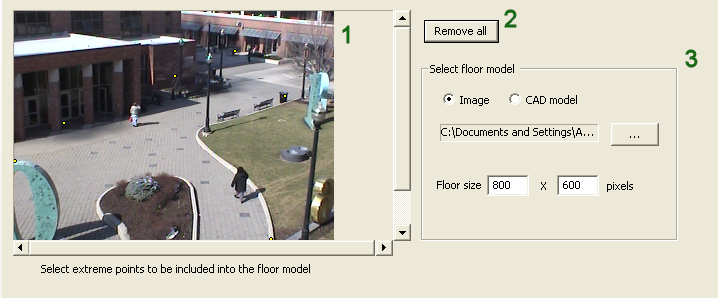 1
2
Remove all
3
Select floor model
Image
CAD model
C:\Documents and Settings\A...
...
Floor size 800 X 600 pixels
Select extreme points to be included into the floor model